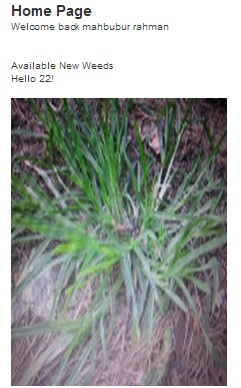 Home Page
Welcome back mahbubur rahman
Available New Weeds
Hello 22!